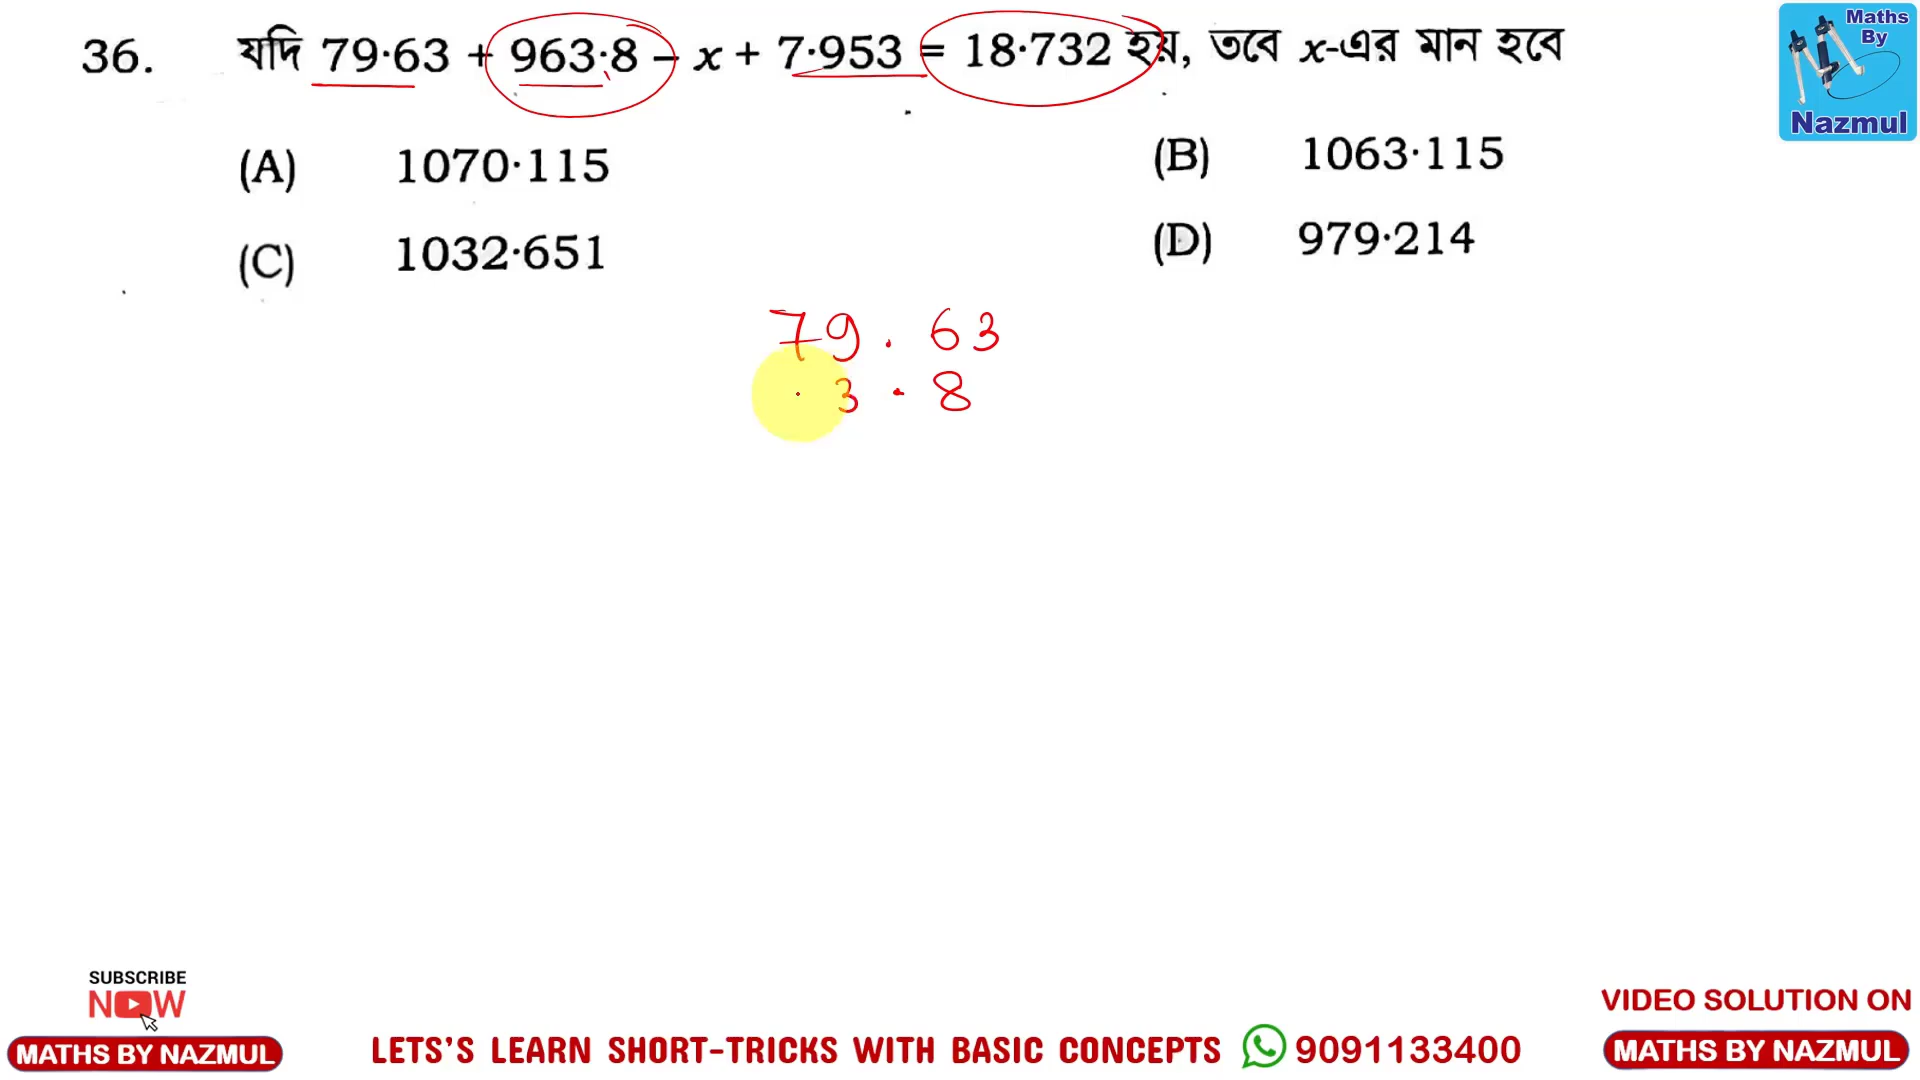 36. যদি 79·63 + 963·8 – x + 7·953 = 18·732 হয়, তবে x-এর মান হবে
(A) 1070·115 (B) 1063·115
(C) 1032·651 (D) 979·214
79.63
3.8
Maths
By
Nazmul
SUBSCRIBE
NOW
MATHS BY NAZMUL
LETS'S LEARN SHORT-TRICKS WITH BASIC CONCEPTS 9091133400
VIDEO SOLUTION ON
MATHS BY NAZMUL